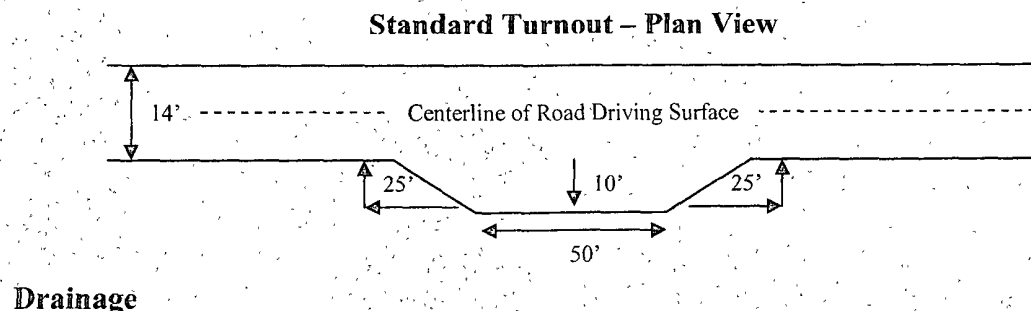 Standard Turnout – Plan View
14'
Centerline of Road Driving Surface
25'
10'
25'
50'
Drainage